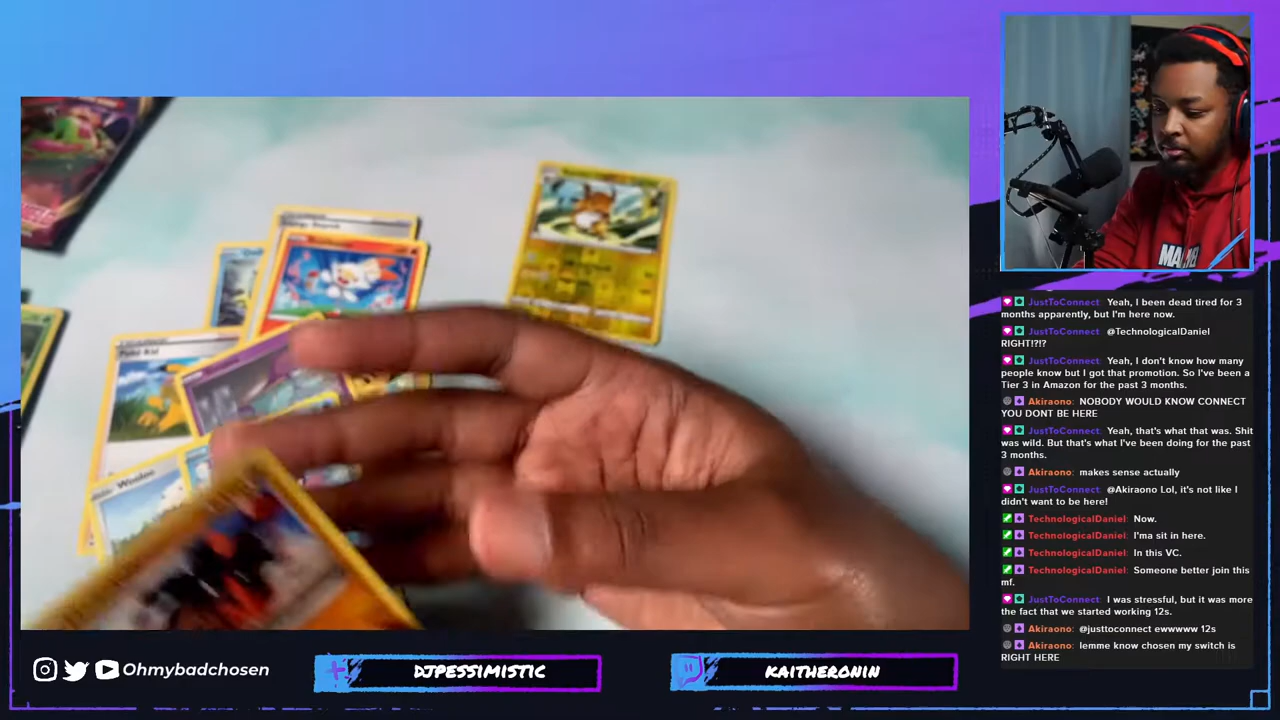 Poké Kid
Wooloo
MA
JustToConnect: Yeah, I been dead tired for 3
months apparently, but I'm here now.
JustToConnect: @TechnologicalDaniel
RIGHT!?!?
JustToConnect: Yeah, I don't know how many
people know but I got that promotion. So I've been a
Tier 3 in Amazon for the past 3 months.
Akiraono: NOBODY WOULD KNOW CONNECT
YOU DONT BE HERE
JustToConnect: Yeah, that's what that was. Shit
was wild. But that's what I've been doing for the past
3 months.
Akiraono: makes sense actually
JustToConnect: @Akiraono Lol, it's not like I
didn't want to be here!
TechnologicalDaniel: Now.
TechnologicalDaniel: I'ma sit in here.
TechnologicalDaniel: In this VC.
TechnologicalDaniel: Someone better join this
mf.
JustToConnect: I was stressful, but it was more
the fact that we started working 12s.
Akiraono: @justtoconnect ewwwww 12s
Akiraono: lemme know chosen my switch is
RIGHT HERE
Ohmybadchosen
DJPESSIMISTIC
KAITHERONIN